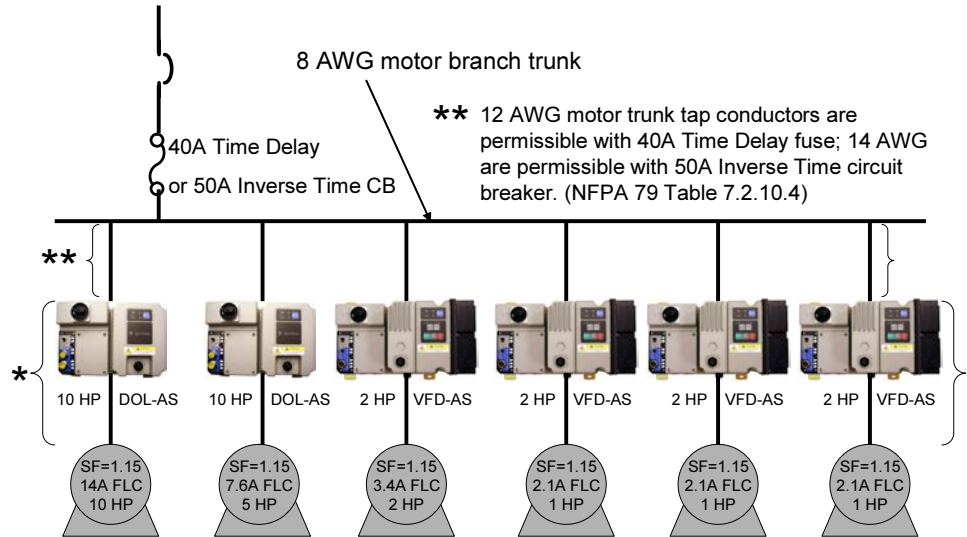 8 AWG motor branch trunk
** 12 AWG motor trunk tap conductors are
permissible with 40A Time Delay fuse; 14 AWG
are permissible with 50A Inverse Time circuit
breaker. (NFPA 79 Table 7.2.10.4)
40A Time Delay
or 50A Inverse Time CB
**
*
10 HP DOL-AS
10 HP DOL-AS
2 HP VFD-AS
2 HP VFD-AS
2 HP VFD-AS
2 HP VFD-AS
SF=1.15
14A FLC
10 HP
SF=1.15
7.6A FLC
5 HP
SF=1.15
3.4A FLC
2 HP
SF=1.15
2.1A FLC
1 HP
SF=1.15
2.1A FLC
1 HP
SF=1.15
2.1A FLC
1 HP